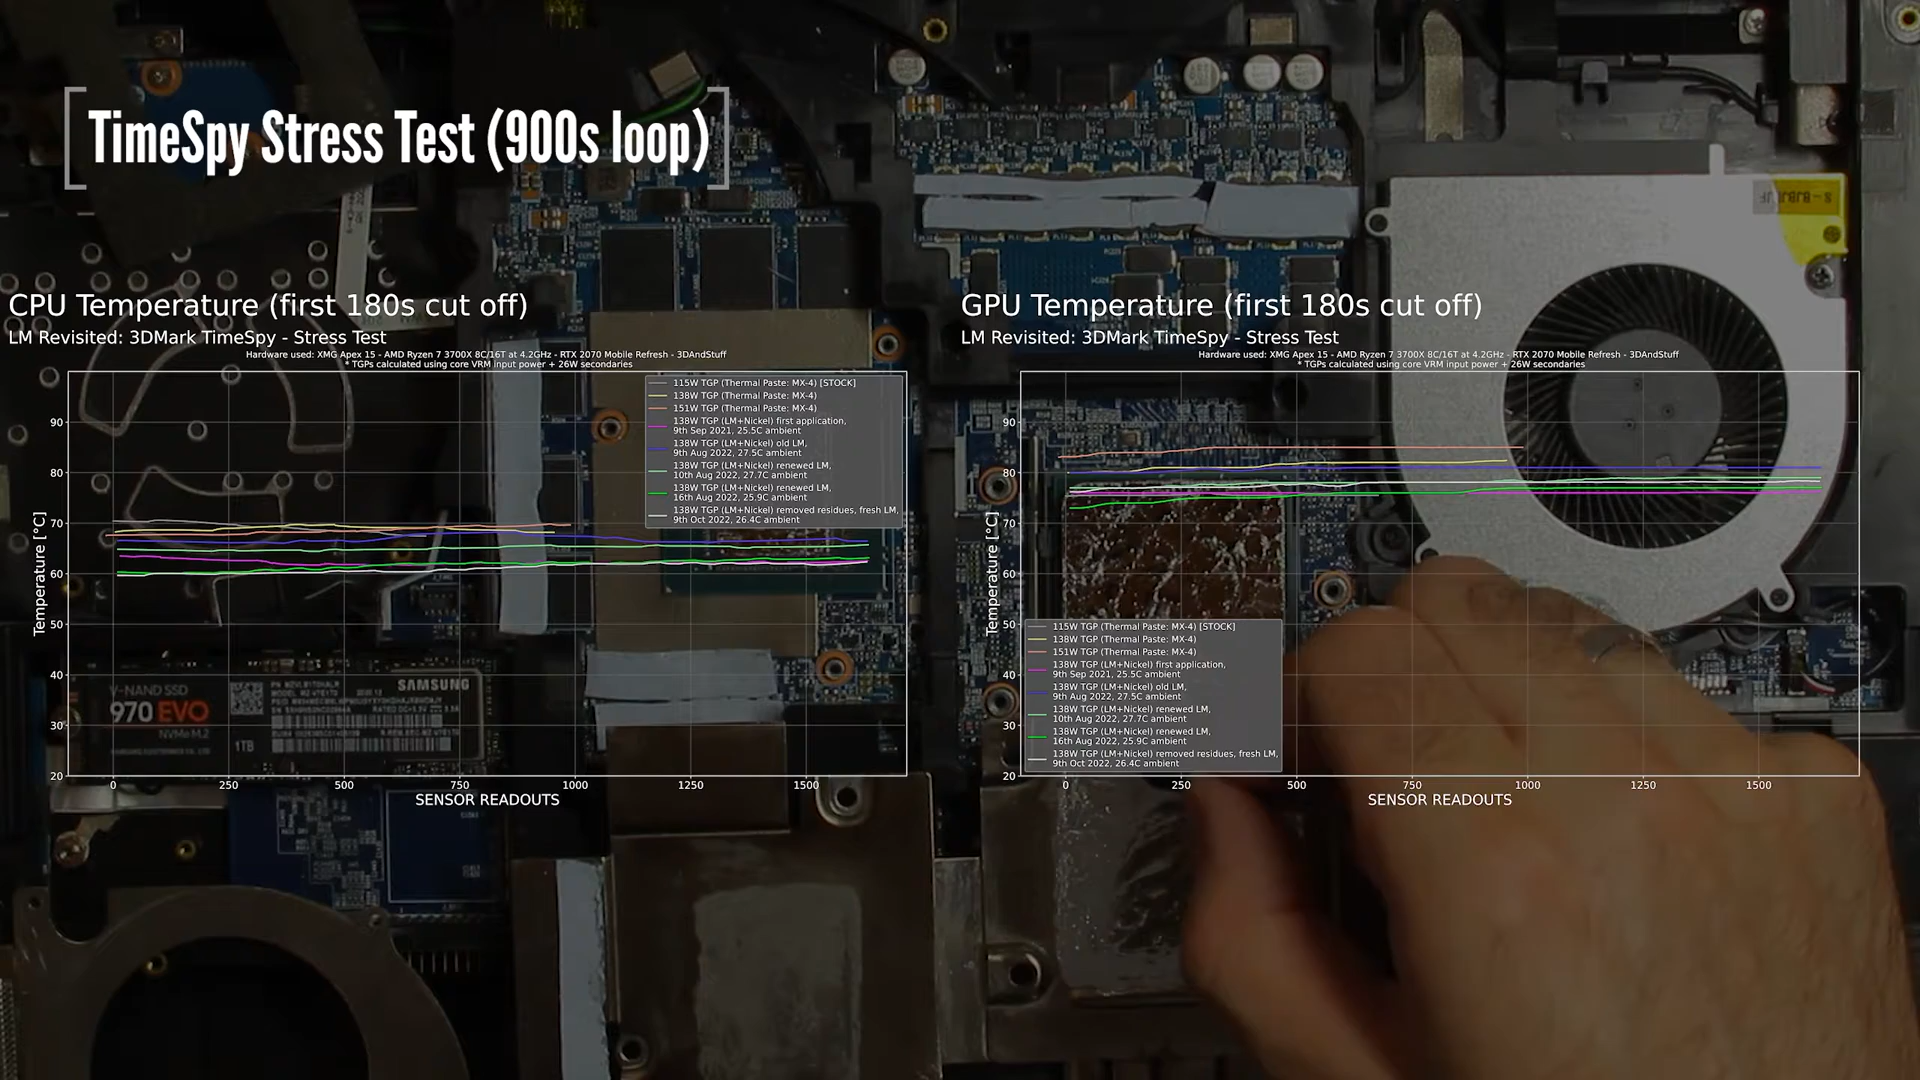 TimeSpy Stress Test (900s loop)
CPU Temperature (first 180s cut off)
LM Revisited: 3DMark TimeSpy - Stress Test
Hardware used: XMG Apex 15 - AMD Ryzen 7 3700X 8C/16T at 4.2GHz - RTX 2070 Mobile Refresh - 3DAndStuff
* TGPs calculated using core VRM input power + 26W secondaries
115W TGP (Thermal Paste: MX-4) [STOCK]
138W TGP (Thermal Paste: MX-4)
151W TGP (Thermal Paste: MX-4)
138W TGP (LM+Nickel) first application,
9th Sep 2021, 25.5C ambient
138W TGP (LM+Nickel) old LM,
9th Aug 2022, 27.5C ambient
138W TGP (LM+Nickel) renewed LM,
10th Aug 2022, 27.7C ambient
138W TGP (LM+Nickel) renewed LM,
16th Aug 2022, 25.9C ambient
138W TGP (LM+Nickel) removed residues, fresh LM,
9th Oct 2022, 26.4C ambient
Temperature [°C]
90
80
70
60
50
40
30
20
0 250 500 750 1000 1250 1500
SENSOR READOUTS
GPU Temperature (first 180s cut off)
LM Revisited: 3DMark TimeSpy - Stress Test
Hardware used: XMG Apex 15 - AMD Ryzen 7 3700X 8C/16T at 4.2GHz - RTX 2070 Mobile Refresh - 3DAndStuff
* TGPs calculated using core VRM input power + 26W secondaries
Temperature [°C]
90
80
70
60
50
40
30
20
115W TGP (Thermal Paste: MX-4) [STOCK]
138W TGP (Thermal Paste: MX-4)
151W TGP (Thermal Paste: MX-4)
138W TGP (LM+Nickel) first application,
9th Sep 2021, 25.5C ambient
138W TGP (LM+Nickel) old LM,
9th Aug 2022, 27.5C ambient
138W TGP (LM+Nickel) renewed LM,
10th Aug 2022, 27.7C ambient
138W TGP (LM+Nickel) renewed LM,
16th Aug 2022, 25.9C ambient
138W TGP (LM+Nickel) removed residues, fresh LM,
9th Oct 2022, 26.4C ambient
0 250 500 750 1000 1250 1500
SENSOR READOUTS
V-NAND SSD
970 EVO
NVMe M.2
SAMSUNG
1TB